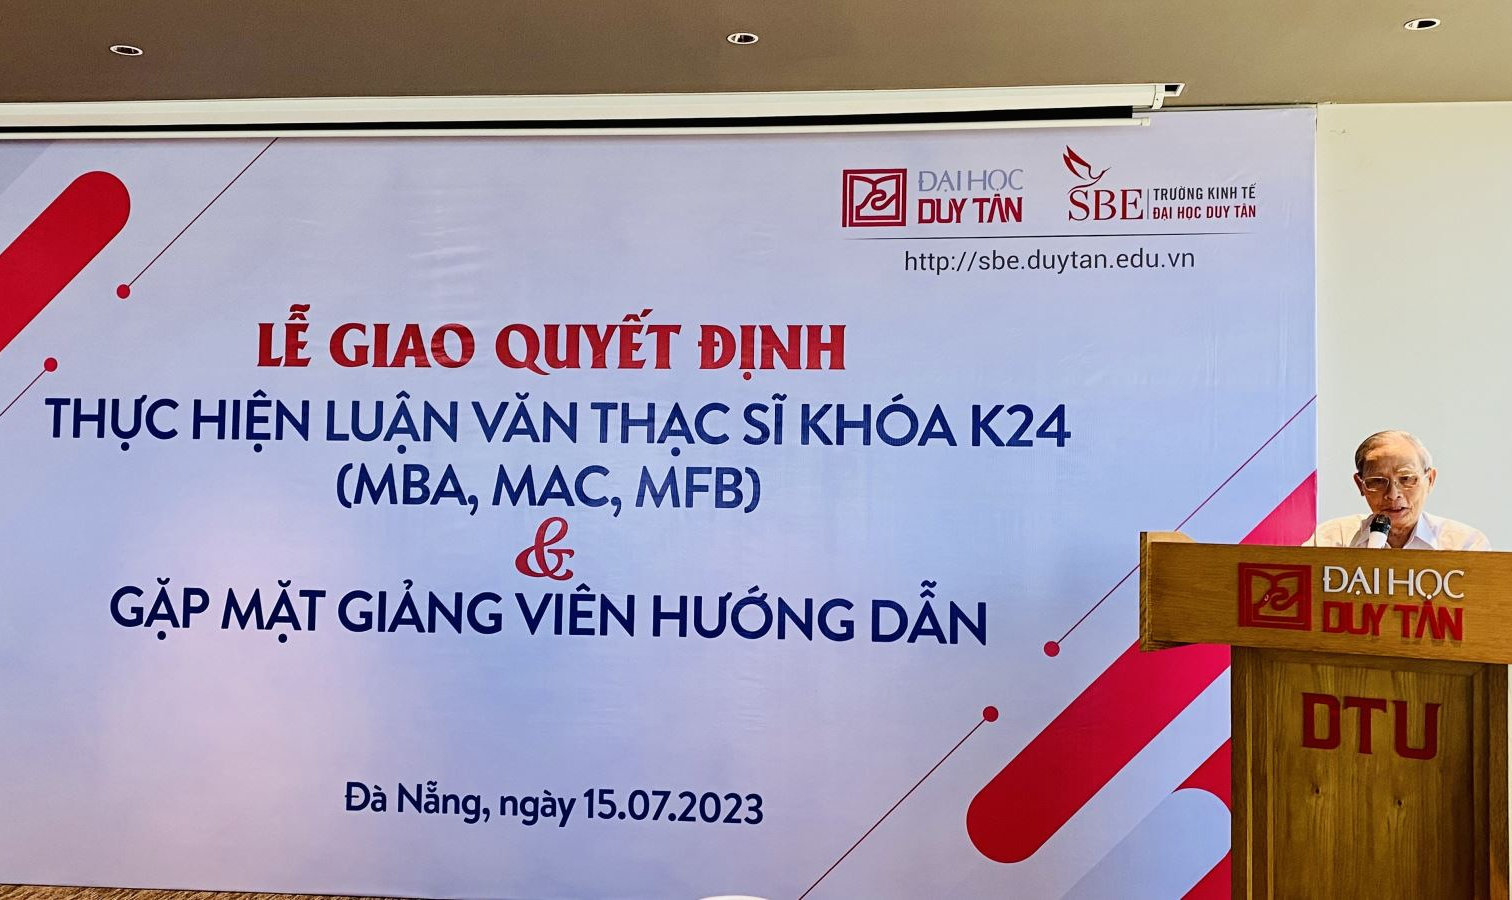 ĐẠI HỌC
DUY TÂN
SBE
TRƯỜNG KINH TẾ
ĐẠI HỌC DUY TÂN
http://sbe.duytan.edu.vn
LỄ GIAO QUYẾT ĐỊNH
THỰC HIỆN LUẬN VĂN THẠC SĨ KHÓA K24
(MBA, MAC, MFB)
&
GẶP MẶT GIẢNG VIÊN HƯỚNG DẪN
Đà Nẵng, ngày 15.07.2023
ĐẠI HỌC
DUY TÂN
DTU